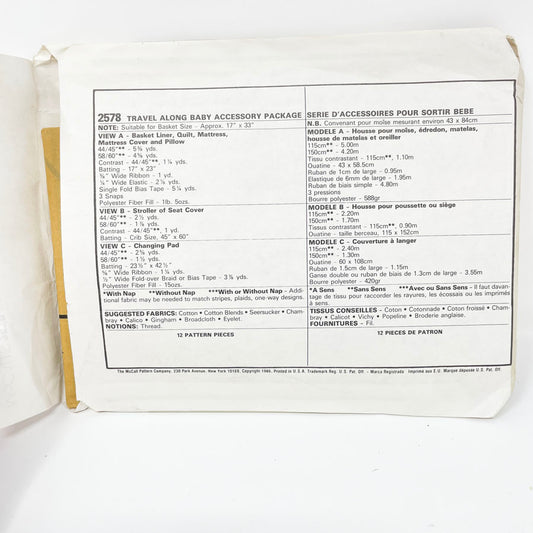 2578 TRAVEL ALONG BABY ACCESSORY PACKAGE
NOTE: Suitable for Basket Size - Approx. 17" x 33"
VIEW A - Basket Liner, Quilt, Mattress,
Mattress Cover and Pillow
44/45"** - 5⅝ yds.
58/60"** - 4⅝ yds.
Contrast - 44/45"**, 1¼ yds.
Batting - 17" x 23"
⅜" Wide Ribbon - 1 yd.
¼" Wide Elastic - 2⅛ yds.
Single Fold Bias Tape - 5¼ yds.
3 Snaps
Polyester Fiber Fill - 1lb. 5ozs.
VIEW B - Stroller of Seat Cover
44/45"** - 2½ yds.
58/60"** - 1⅞ yds.
Contrast - 44/45"**, 1 yd.
Batting - Crib Size, 45" x 60"
VIEW C - Changing Pad
44/45"** - 2⅝ yds.
58/60"** - 1½ yds.
Batting - 23½" x 42½"
⅝" Wide Ribbon - 1¼ yds.
½" Wide Fold-over Braid or Bias Tape - 3⅞ yds.
Polyester Fiber Fill - 15ozs.
*With Nap **Without Nap ***With or Without Nap - Addi-
tional fabric may be needed to match stripes, plaids, one-way designs.
SUGGESTED FABRICS: Cotton • Cotton Blends • Seersucker • Cham-
bray • Calico • Gingham • Broadcloth • Eyelet.
NOTIONS: Thread.
12 PATTERN PIECES
SERIE D'ACCESSOIRES POUR SORTIR BEBE
N.B. Convenant pour moïse mesurant environ 43 x 84cm
MODELE A - Housse pour moïse, édredon, matelas,
housse de matelas et oreiller
115cm** - 5.00m
150cm** - 4.20m
Tissu contrastant - 115cm**, 1.10m
Ouatine - 43 x 58.5cm
Ruban de 1cm de large - 0.95m
Elastique de 6mm de large - 1.95m
Ruban de biais simple - 4.80m
3 pressions
Bourre polyester - 588gr
MODELE B - Housse pour poussette ou siège
115cm** - 2.20m
150cm** - 1.70m
Tissus contrastant - 115cm**, 0.90m
Ouatine - taille berceau, 115 x 152cm
MODELE C - Couverture à langer
115cm** - 2.40m
150cm** - 1.30m
Ouatine - 60 x 108cm
Ruban de 1.5cm de large - 1.15m
Ganse double ou ruban de biais de 1.3cm de large - 3.55m
Bourre polyester - 420gr
*A Sens **Sans Sens ***Avec ou Sans Sens - Il faut davan-
tage de tissu pour raccorder les rayures, les écossais ou les imprimés
à sens.
TISSUS CONSEILLES - Coton • Cotonnade • Coton froissé • Cham-
bray • Calicot • Vichy • Popeline • Broderie anglaise.
FOURNITURES - Fil.
12 PIECES DE PATRON
The McCall Pattern Company, 230 Park Avenue, New York 10169, Copyright 1986, Printed in U.S.A. Trademark Reg. U.S. Pat. Off. - Marca Registrada Imprimé aux E.U. Marque déposée U.S. Pat. Off.